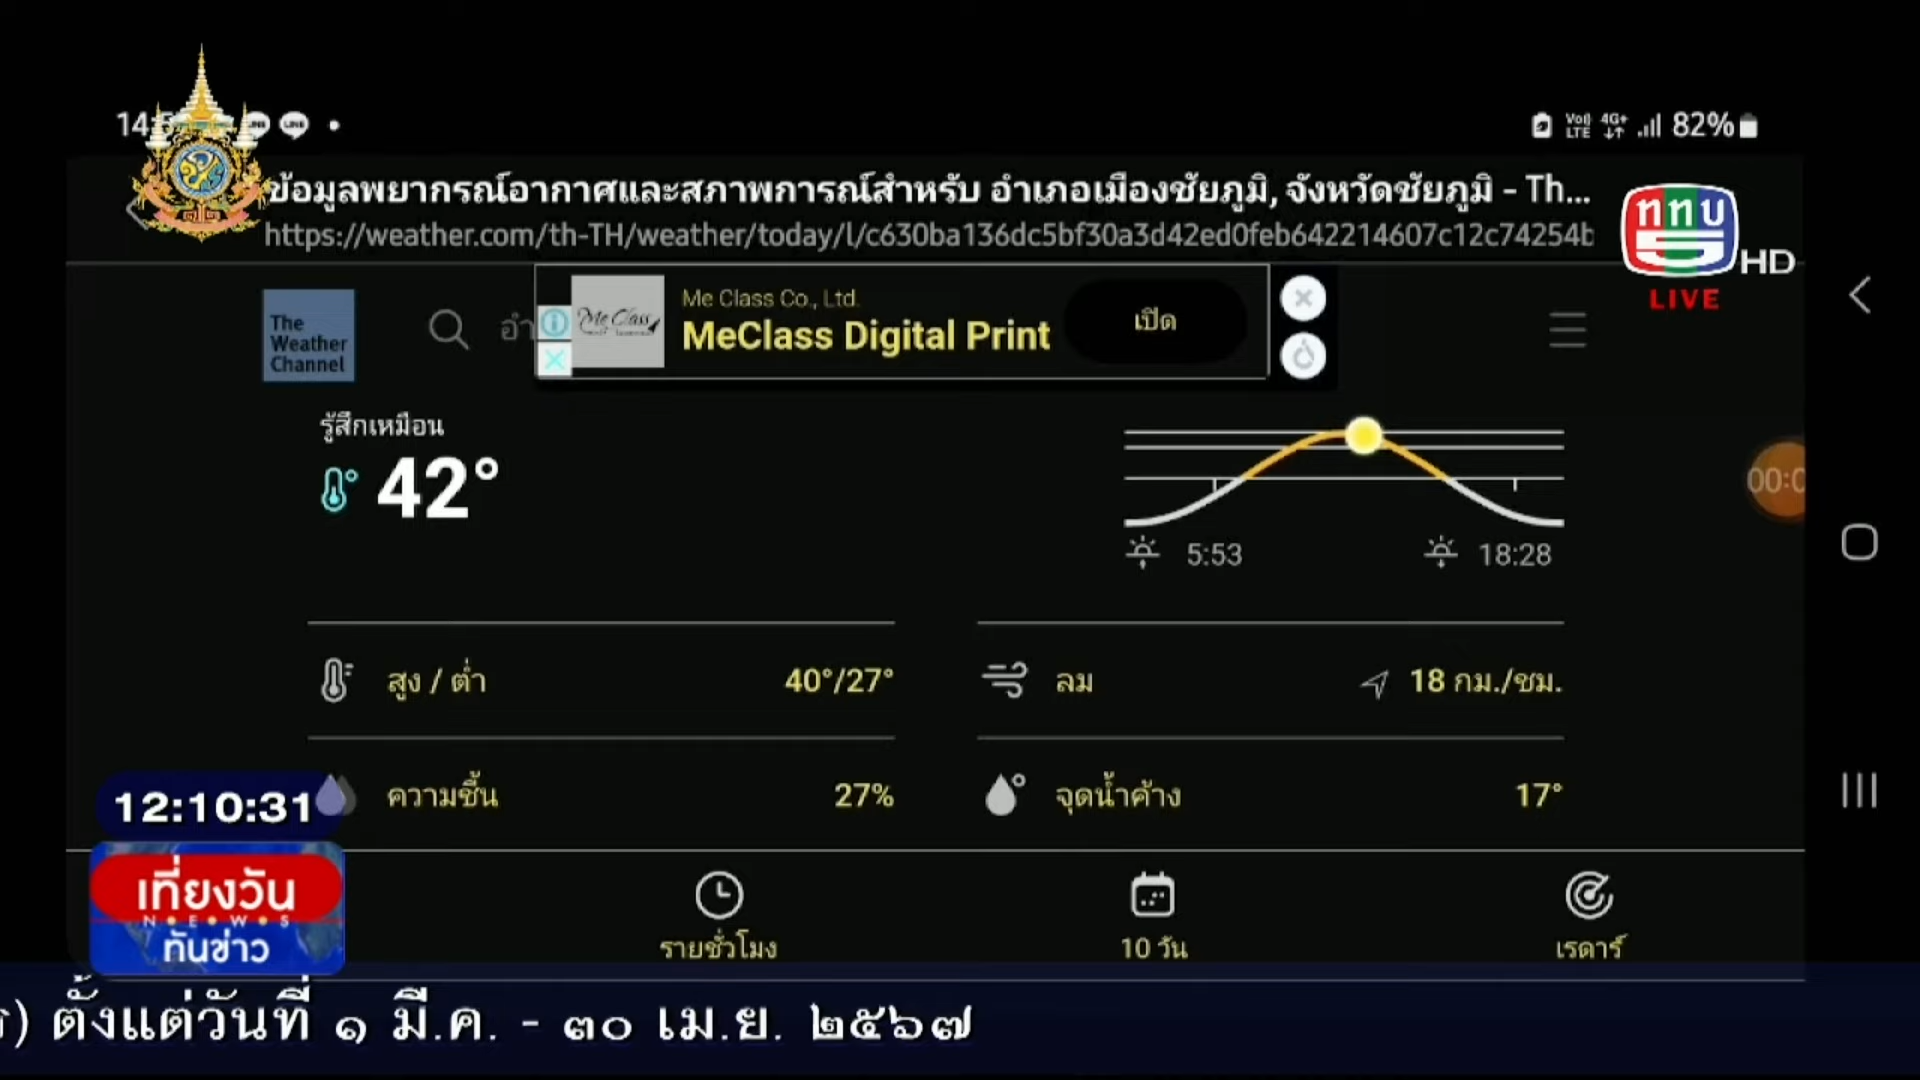 82%
ข้อมูลพยากรณ์อากาศและสภาพการณ์สำหรับ อำเภอเมืองชัยภูมิ, จังหวัดชัยภูมิ - Th...
https://weather.com/th-TH/weather/today/l/c630ba136dc5bf30a3d42ed0feb642214607c12c74254b
ททบ
5
HD
LIVE
The
Weather
Channel
Me Class
Me Class Co., Ltd.
MeClass Digital Print
เปิด
รู้สึกเหมือน
42°
5:53
18:28
00:0
สูง / ต่ำ
40°/27°
ลม
18 กม./ชม.
ความชื้น
27%
จุดน้ำค้าง
17°
12:10:31
เที่ยงวัน
NEWS
ทันข่าว
รายชั่วโมง
10 วัน
เรดาร์
ร) ตั้งแต่วันที่ ๑ มี.ค. - ๓๐ เม.ย. ๒๕๖๗